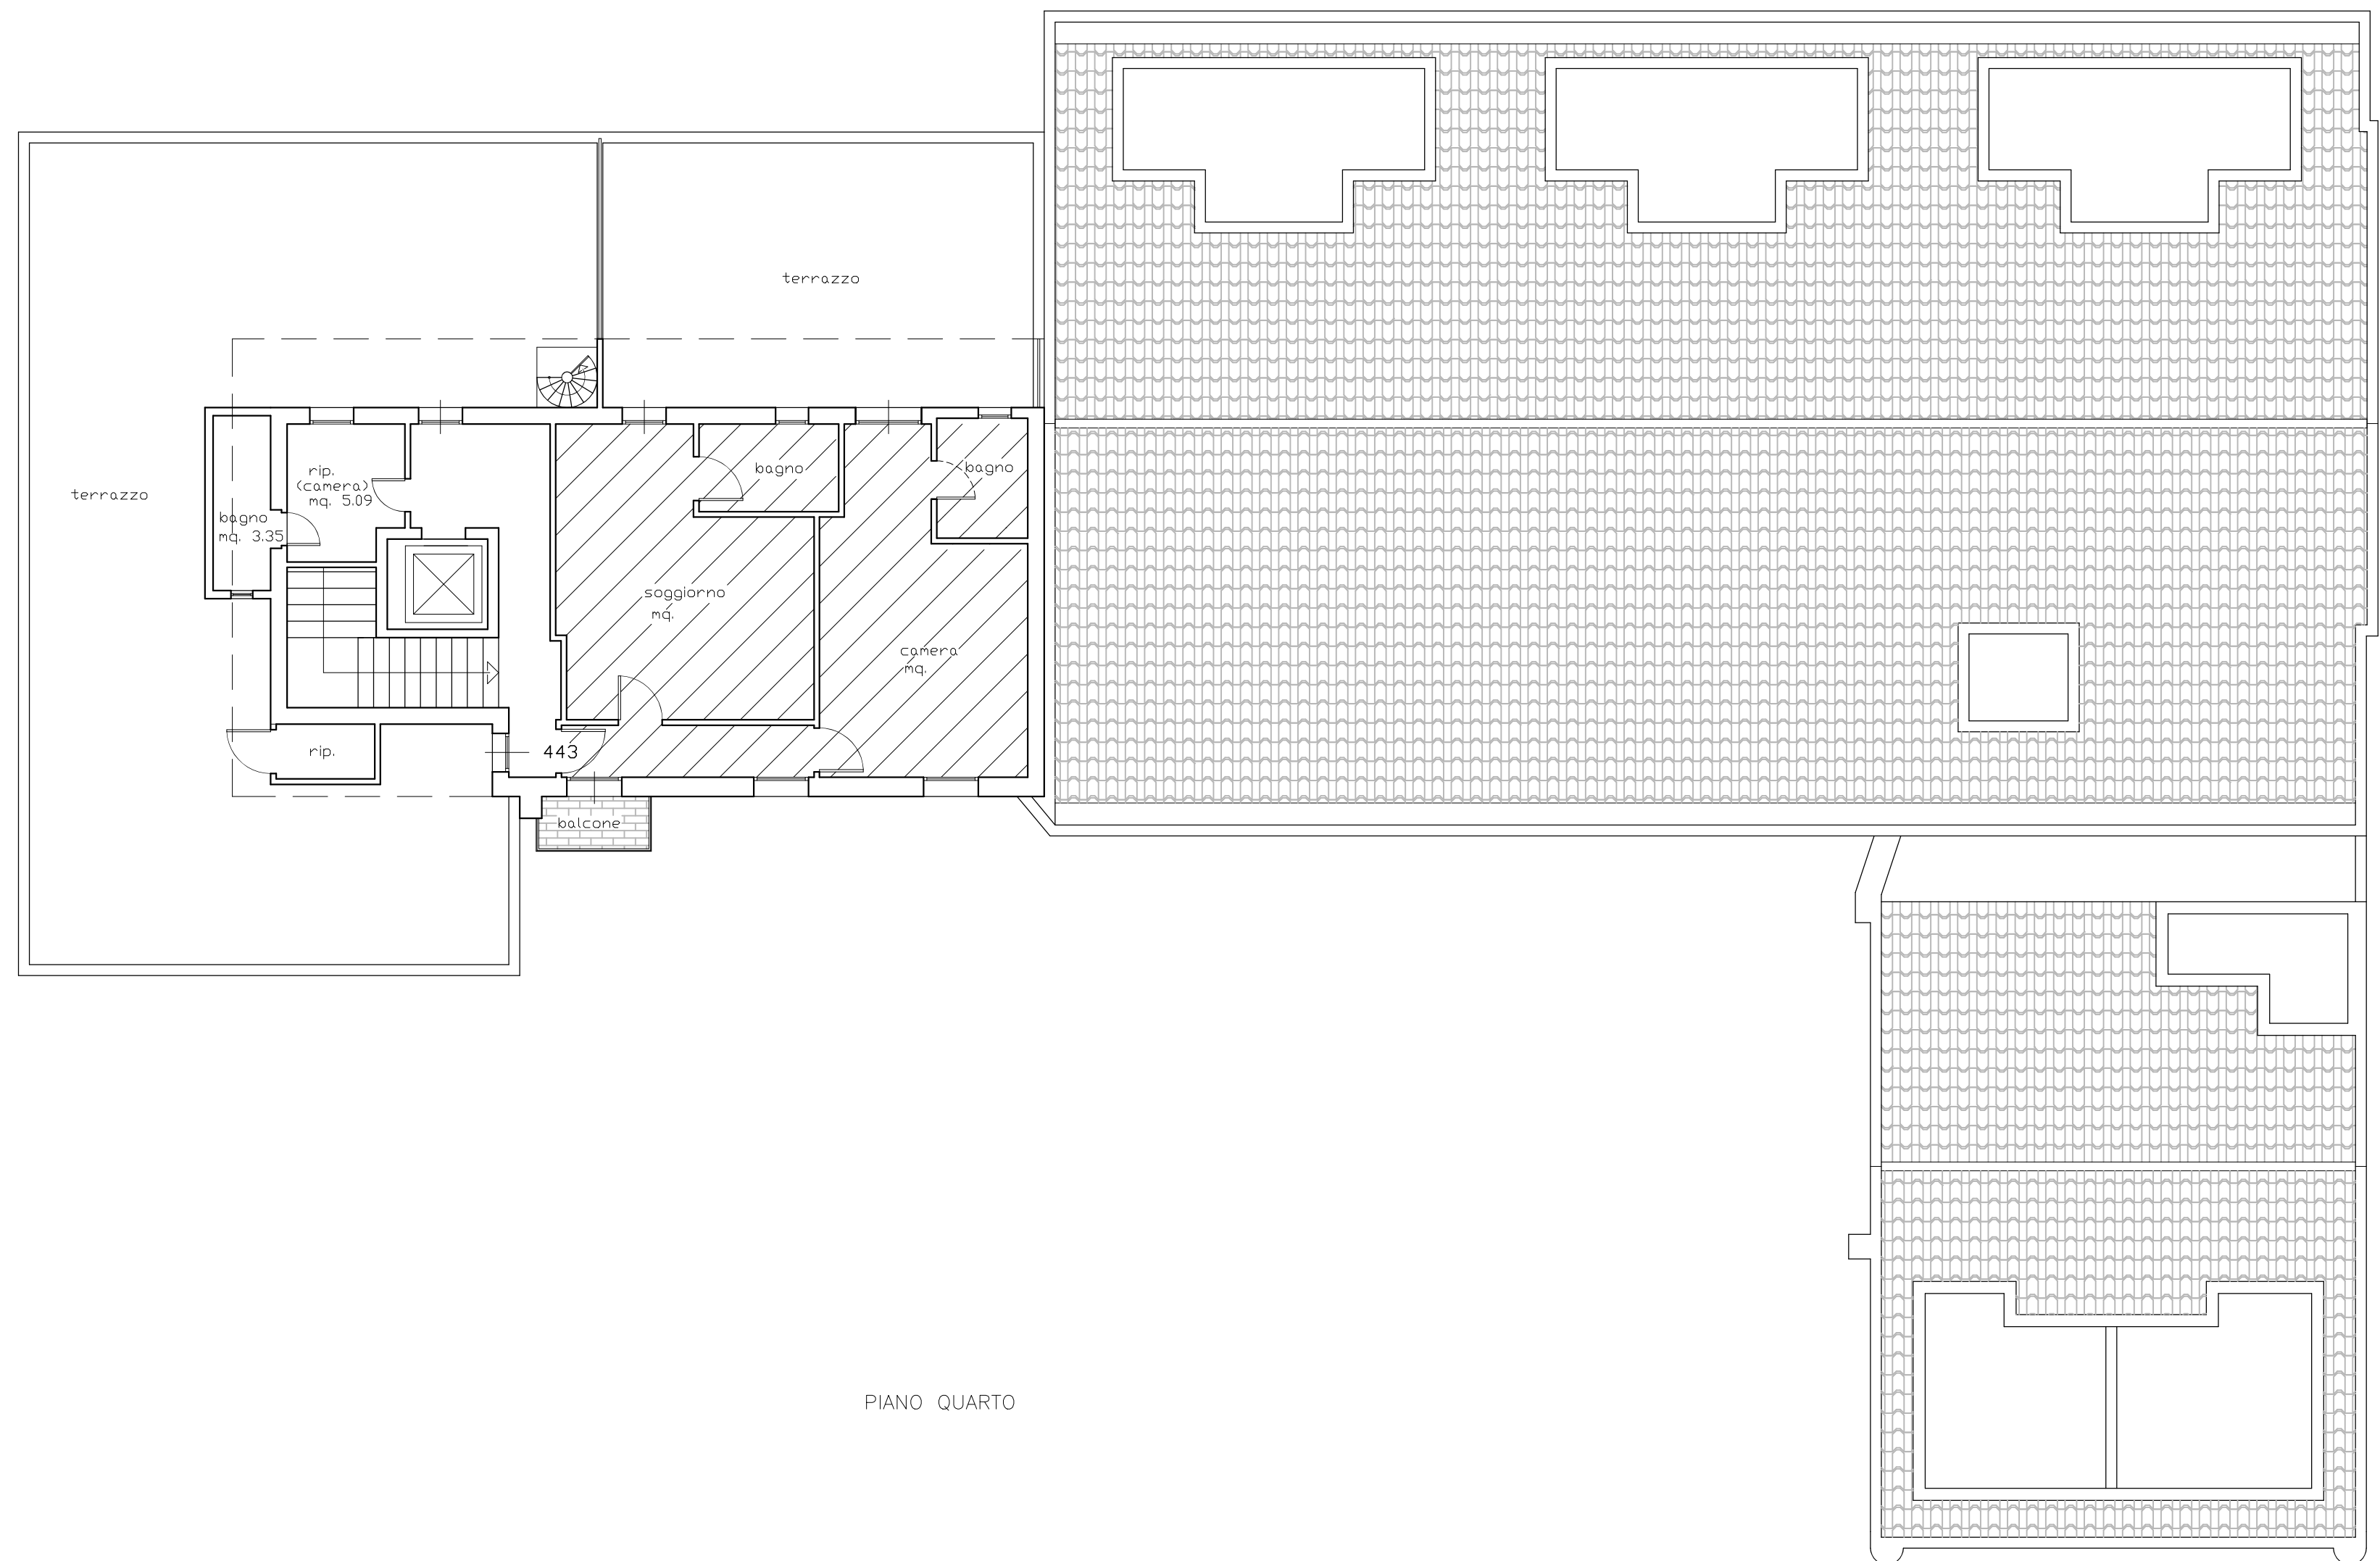 terrazzo
terrazzo
rip.
(camera)
mq. 5.09
bagno
mq. 3.35
bagno
bagno
soggiorno
mq.
camera
mq.
rip.
443
balcone
PIANO QUARTO